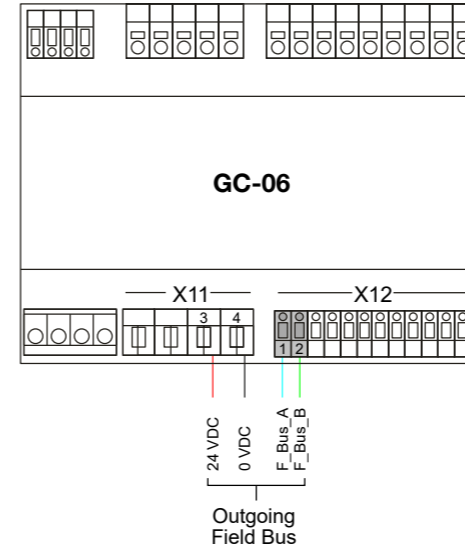 GC-06
X11
X12
3 4
1 2
24 VDC
0 VDC
F_Bus_A
F_Bus_B
Outgoing
Field Bus